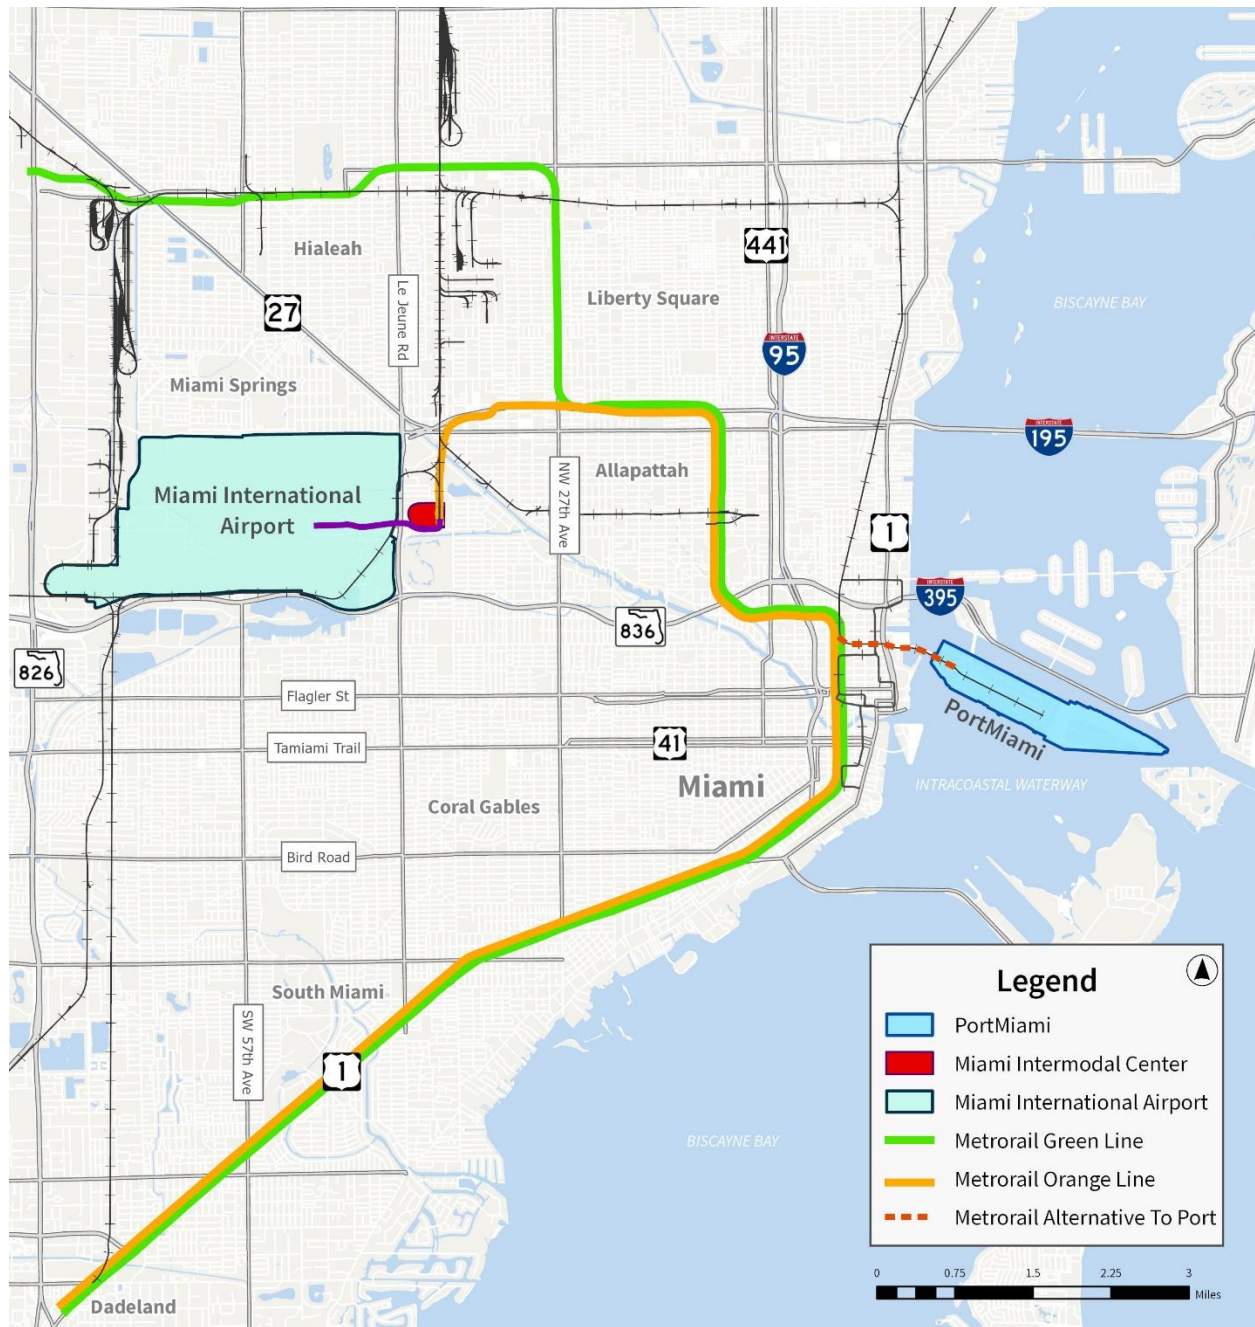 441
Hialeah
Le Jeune Rd
Liberty Square
BISCAYNE BAY
27
INTERSTATE
95
Miami Springs
INTERSTATE
195
Miami International
Airport
NW 27th Ave
Allapattah
1
INTERSTATE
395
836
826
Flagler St
PortMiami
Tamiami Trail
41
Miami
INTRACOASTAL WATERWAY
Coral Gables
Bird Road
South Miami
SW 57th Ave
1
BISCAYNE BAY
Dadeland
Legend
PortMiami
Miami Intermodal Center
Miami International Airport
Metrorail Green Line
Metrorail Orange Line
Metrorail Alternative To Port
0 0.75 1.5 2.25 3
Miles